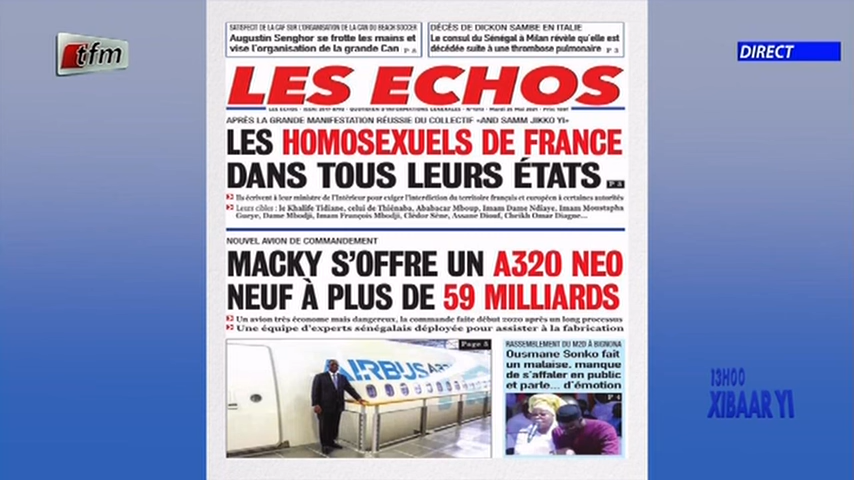 tfm
DIRECT
SATISFECIT DE LA CAF SUR L'ORGANISATION DE LA CAN DU BEACH SOCCER
Augustin Senghor se frotte les mains et
vise l'organisation de la grande Can P 6
DÉCÈS DE DICKON SAMBE EN ITALIE
Le consul du Sénégal à Milan révèle qu'elle est
décédée suite à une thrombose pulmonaire P 3
LES ECHOS
APRÈS LA GRANDE MANIFESTATION RÉUSSIE DU COLLECTIF «AND SAMM JIKKO YI»
LES HOMOSEXUELS DE FRANCE
DANS TOUS LEURS ÉTATS
Ils écrivent à leur ministre de l'Intérieur pour exiger l'interdiction du territoire français et européen à certaines autorités
Leurs cibles : le Khalife Tidiane, celui de Thiénaba, Ababacar Mboup, Imam Dame Ndiaye, Imam Moustapha
Gueye, Dame Mbodji, Imam François Mbodji, Clédor Sène, Assane Diouf, Cheikh Omar Diagne...
NOUVEL AVION DE COMMANDEMENT
MACKY S'OFFRE UN A320 NEO
NEUF À PLUS DE 59 MILLIARDS
Un avion très économe mais dangereux, la commande faite début 2020 après un long processus
Une équipe d'experts sénégalais déployée pour assister à la fabrication
Page 3
AIRBUS A3
RASSEMBLEMENT DU M2D À BIGNONA
Ousmane Sonko fait
un malaise, manque
de s'affaler en public
et parte... d'émotion
P 4
13H00
XIBAAR YI